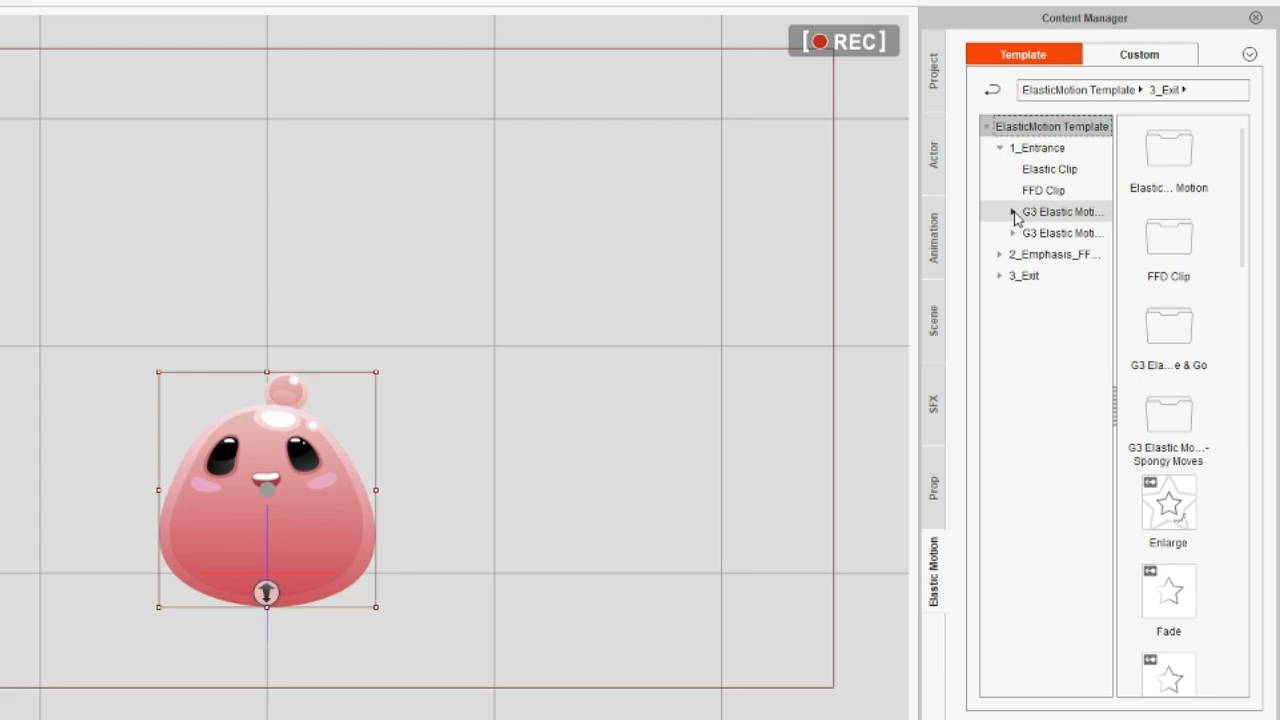 [ REC]
Content Manager
Project
Actor
Animation
Scene
SFX
Prop
Elastic Motion
Template
Custom
ElasticMotion Template
3_Exit
ElasticMotion Template
1_Entrance
Elastic Clip
FFD Clip
G3 Elastic Moti...
G3 Elastic Moti...
2_Emphasis_FF...
3_Exit
Elastic... Motion
FFD Clip
G3 Ela...e & Go
G3 Elastic Mo...-
Spongy Moves
Enlarge
Fade